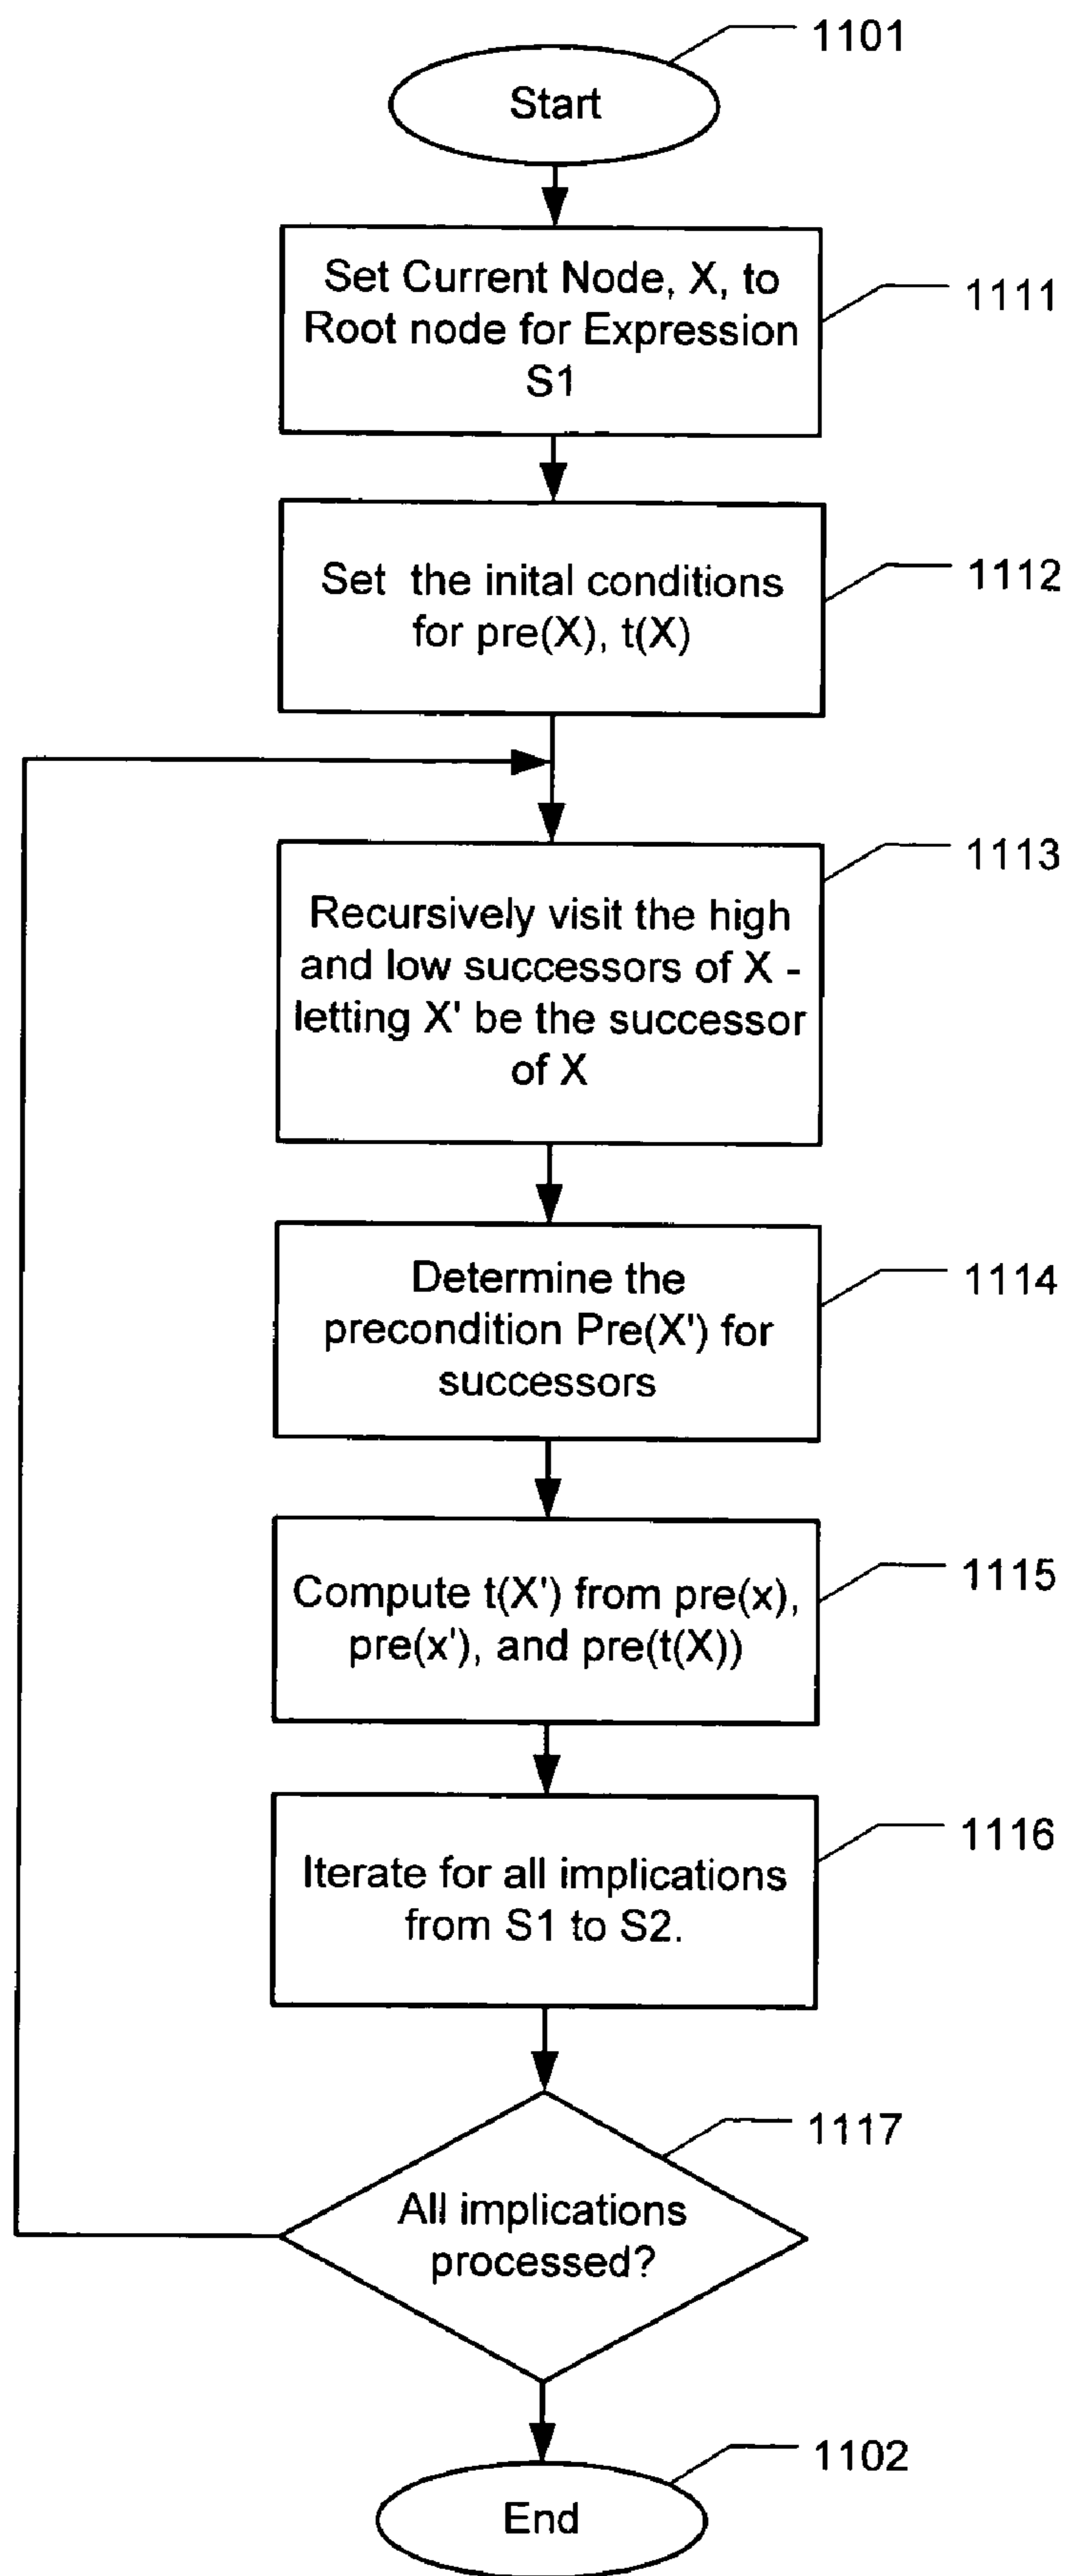 1101
Start
Set Current Node, X, to
Root node for Expression
S1
1111
Set the inital conditions
for pre(X), t(X)
1112
Recursively visit the high
and low successors of X -
letting X' be the successor
of X
1113
Determine the
precondition Pre(X') for
successors
1114
Compute t(X') from pre(x),
pre(x'), and pre(t(X))
1115
Iterate for all implications
from S1 to S2.
1116
All implications
processed?
1117
End
1102